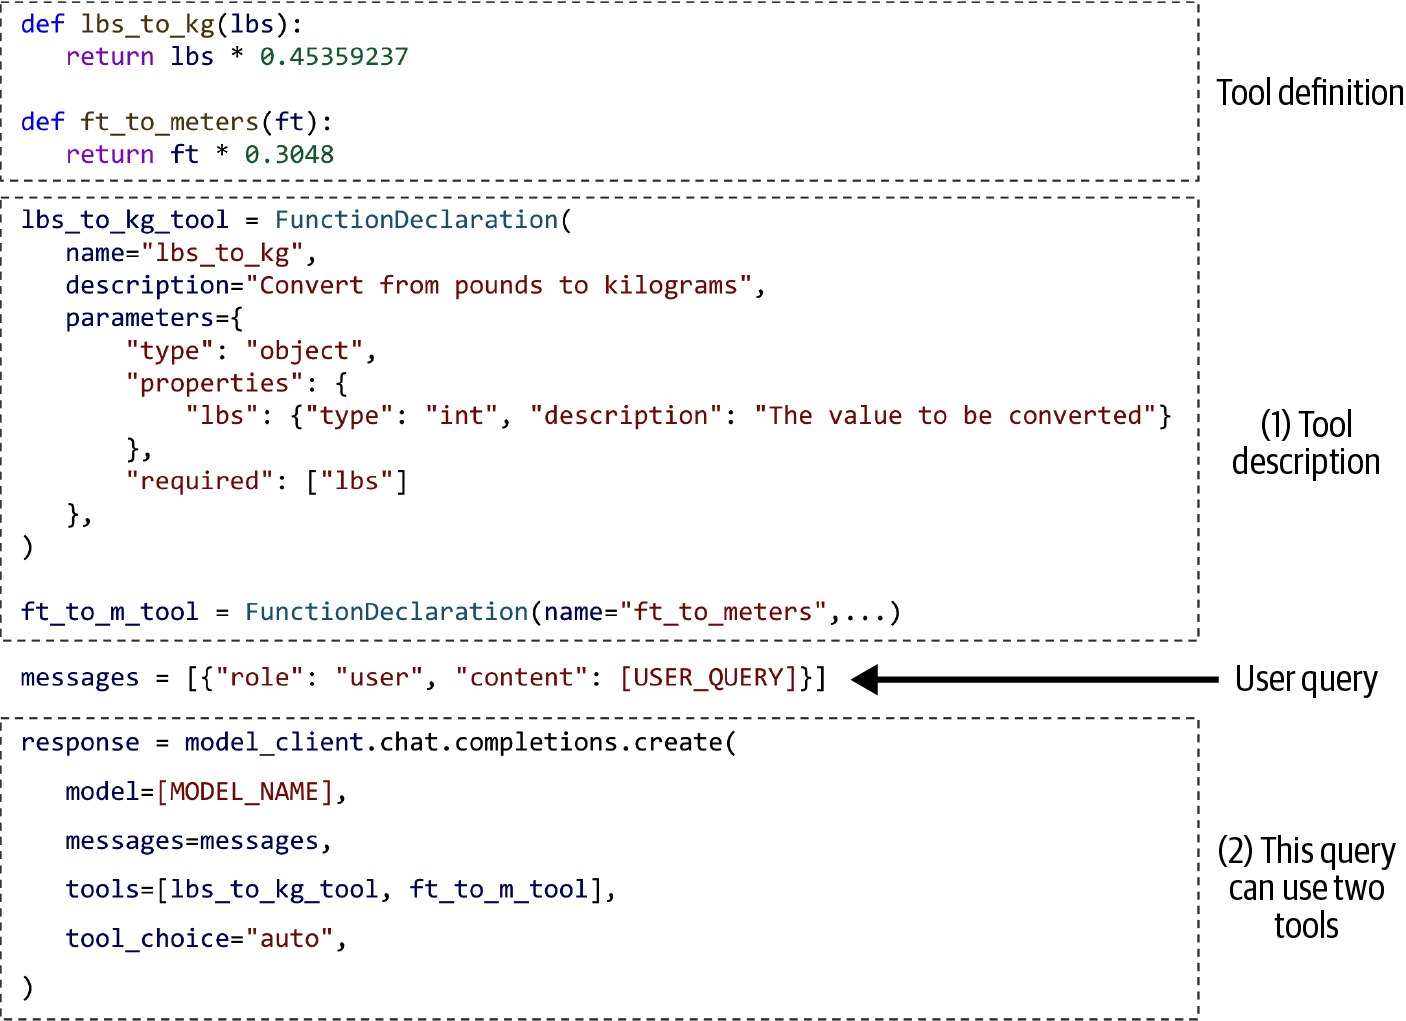 def lbs_to_kg(lbs):
   return lbs * 0.45359237
def ft_to_meters(ft):
   return ft * 0.3048
Tool definition
lbs_to_kg_tool = FunctionDeclaration(
   name="lbs_to_kg",
   description="Convert from pounds to kilograms",
   parameters={
       "type": "object",
       "properties": {
           "lbs": {"type": "int", "description": "The value to be converted"}
       },
       "required": ["lbs"]
   },
)
ft_to_m_tool = FunctionDeclaration(name="ft_to_meters",...)
(1) Tool
description
messages = [{"role": "user", "content": [USER_QUERY]}]
User query
response = model_client.chat.completions.create(
   model=[MODEL_NAME],
   messages=messages,
   tools=[lbs_to_kg_tool, ft_to_m_tool],
   tool_choice="auto",
)
(2) This query
can use two
tools